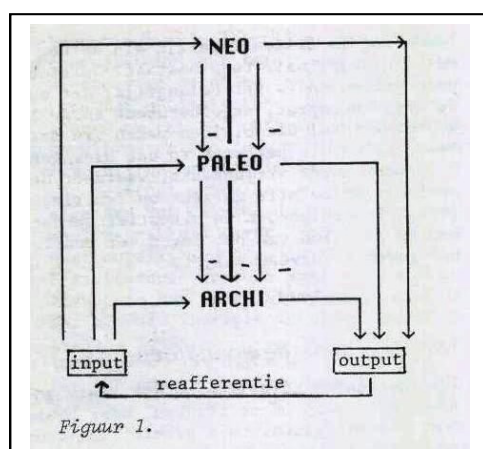 NEO
PALEO
ARCHI
input
output
reafferentie
Figuur 1.